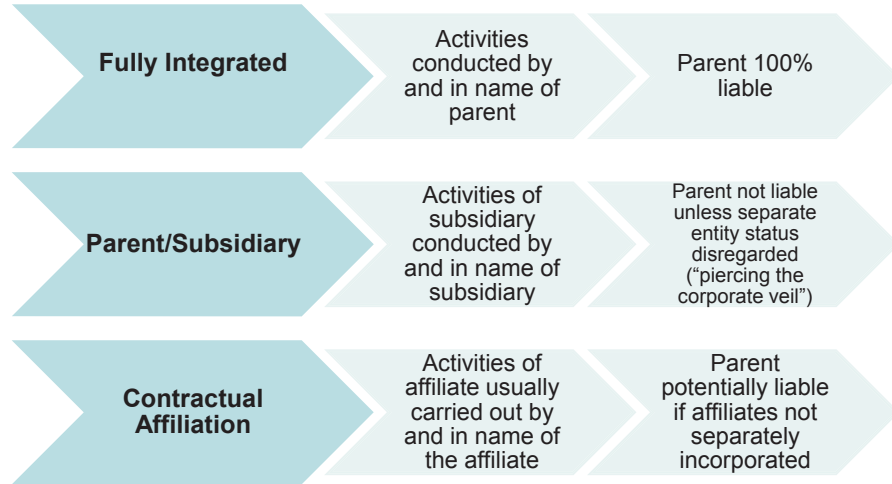 Fully Integrated
Activities
conducted by
and in name of
parent
Parent 100%
liable
Parent/Subsidiary
Activities of
subsidiary
conducted by
and in name of
subsidiary
Parent not liable
unless separate
entity status
disregarded
(“piercing the
corporate veil”)
Contractual
Affiliation
Activities of
affiliate usually
carried out by
and in name of
the affiliate
Parent
potentially liable
if affiliates not
separately
incorporated